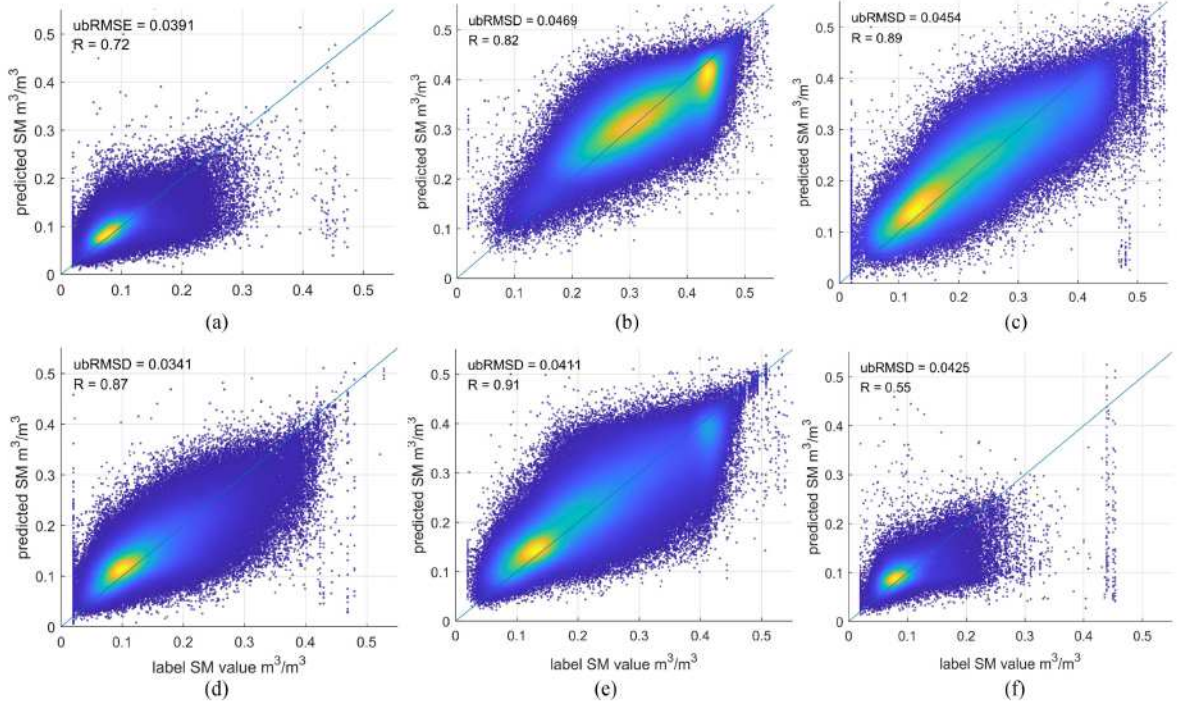 ubRMSE = 0.0391
R = 0.72
predicted SM m³/m³
0.5
0.4
0.3
0.2
0.1
0
0 0.1 0.2 0.3 0.4 0.5
(a)
ubRMSD = 0.0469
R = 0.82
predicted SM m³/m³
0.5
0.4
0.3
0.2
0.1
0
0 0.1 0.2 0.3 0.4 0.5
(b)
ubRMSD = 0.0454
R = 0.89
predicted SM m³/m³
0.5
0.4
0.3
0.2
0.1
0
0 0.1 0.2 0.3 0.4 0.5
(c)
ubRMSD = 0.0341
R = 0.87
predicted SM m³/m³
0.5
0.4
0.3
0.2
0.1
0
0 0.1 0.2 0.3 0.4 0.5
label SM value m³/m³
(d)
ubRMSD = 0.0411
R = 0.91
predicted SM m³/m³
0.5
0.4
0.3
0.2
0.1
0
0 0.1 0.2 0.3 0.4 0.5
label SM value m³/m³
(e)
ubRMSD = 0.0425
R = 0.55
predicted SM m³/m³
0.5
0.4
0.3
0.2
0.1
0
0 0.1 0.2 0.3 0.4 0.5
label SM value m³/m³
(f)